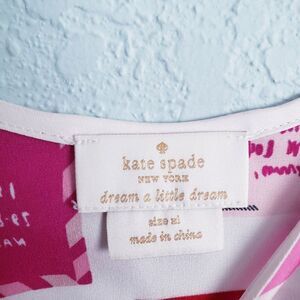 kate spade
NEW YORK
dream a little dream
size xl
made in china